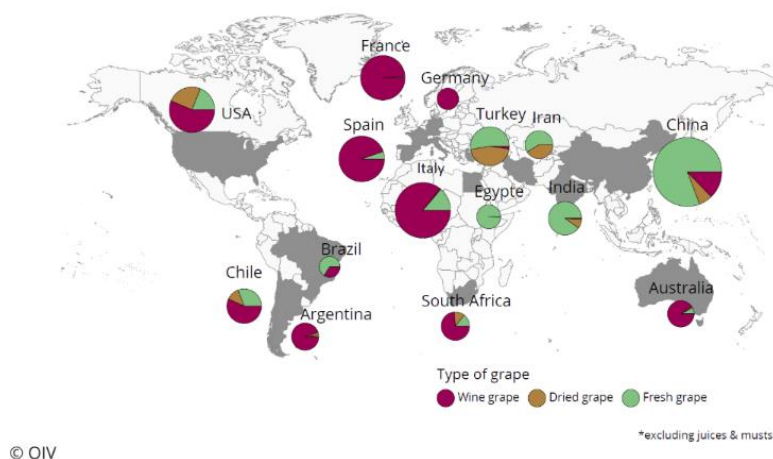 France
Germany
USA
Turkey
Iran
China
Spain
Italy
Egypte
India
Brazil
Chile
Argentina
South Africa
Australia
Type of grape
Wine grape Dried grape Fresh grape
*excluding juices & musts
© OIV